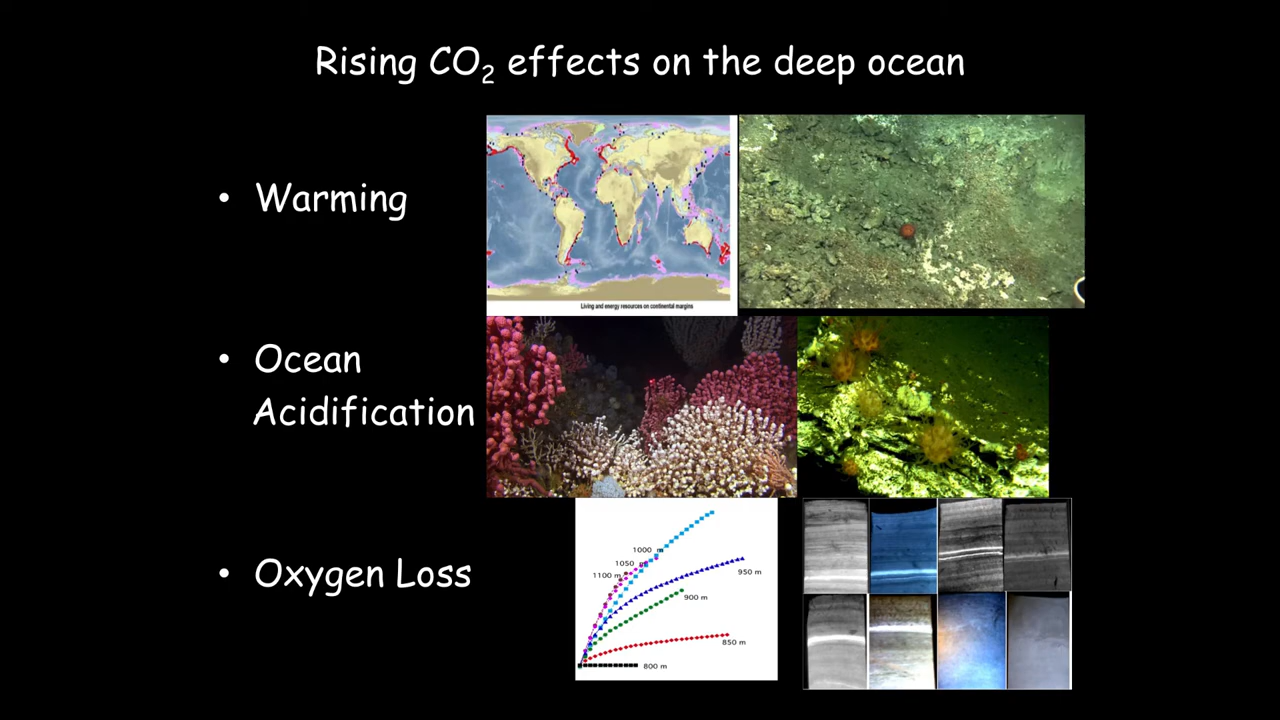 Rising CO₂ effects on the deep ocean
• Warming
Living and energy resources on continental margins
• Ocean
Acidification
• Oxygen Loss
1000 m
1050 m
1100 m
950 m
900 m
850 m
800 m